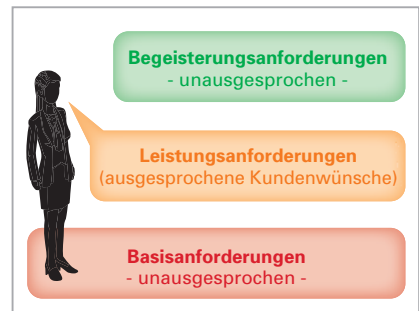 Begeisterungsanforderungen
- unausgesprochen -
Leistungsanforderungen
(ausgesprochene Kundenwünsche)
Basisanforderungen
- unausgesprochen -